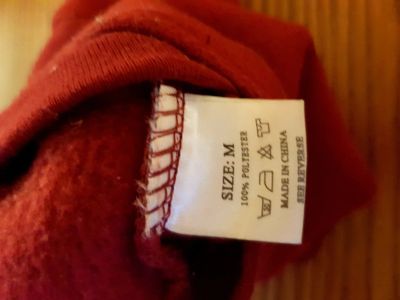 SIZE: M
100% POLYESTER
MADE IN CHINA
SEE REVERSE